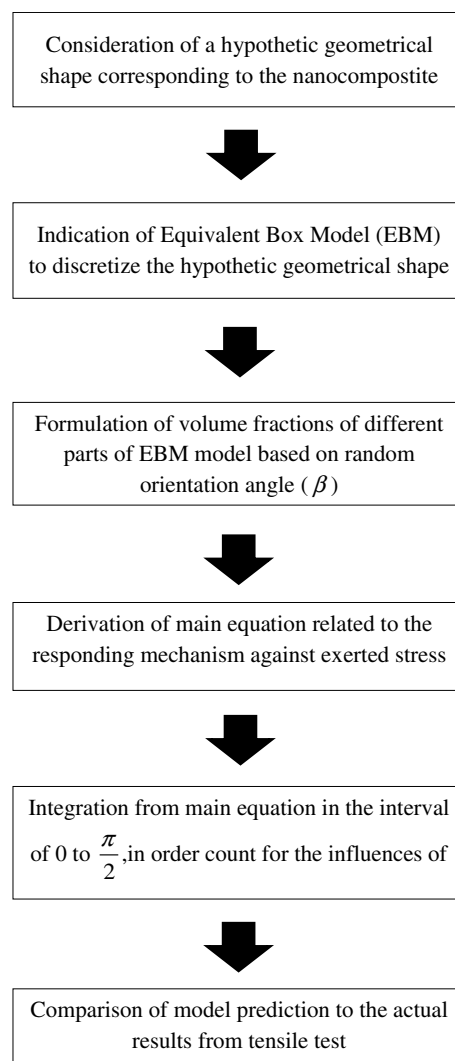 Consideration of a hypothetic geometrical
shape corresponding to the nanocompostite
Indication of Equivalent Box Model (EBM)
to discretize the hypothetic geometrical shape
Formulation of volume fractions of different
parts of EBM model based on random
orientation angle ( β )
Derivation of main equation related to the
responding mechanism against exerted stress
Integration from main equation in the interval
of 0 to π/2 ,in order count for the influences of
Comparison of model prediction to the actual
results from tensile test